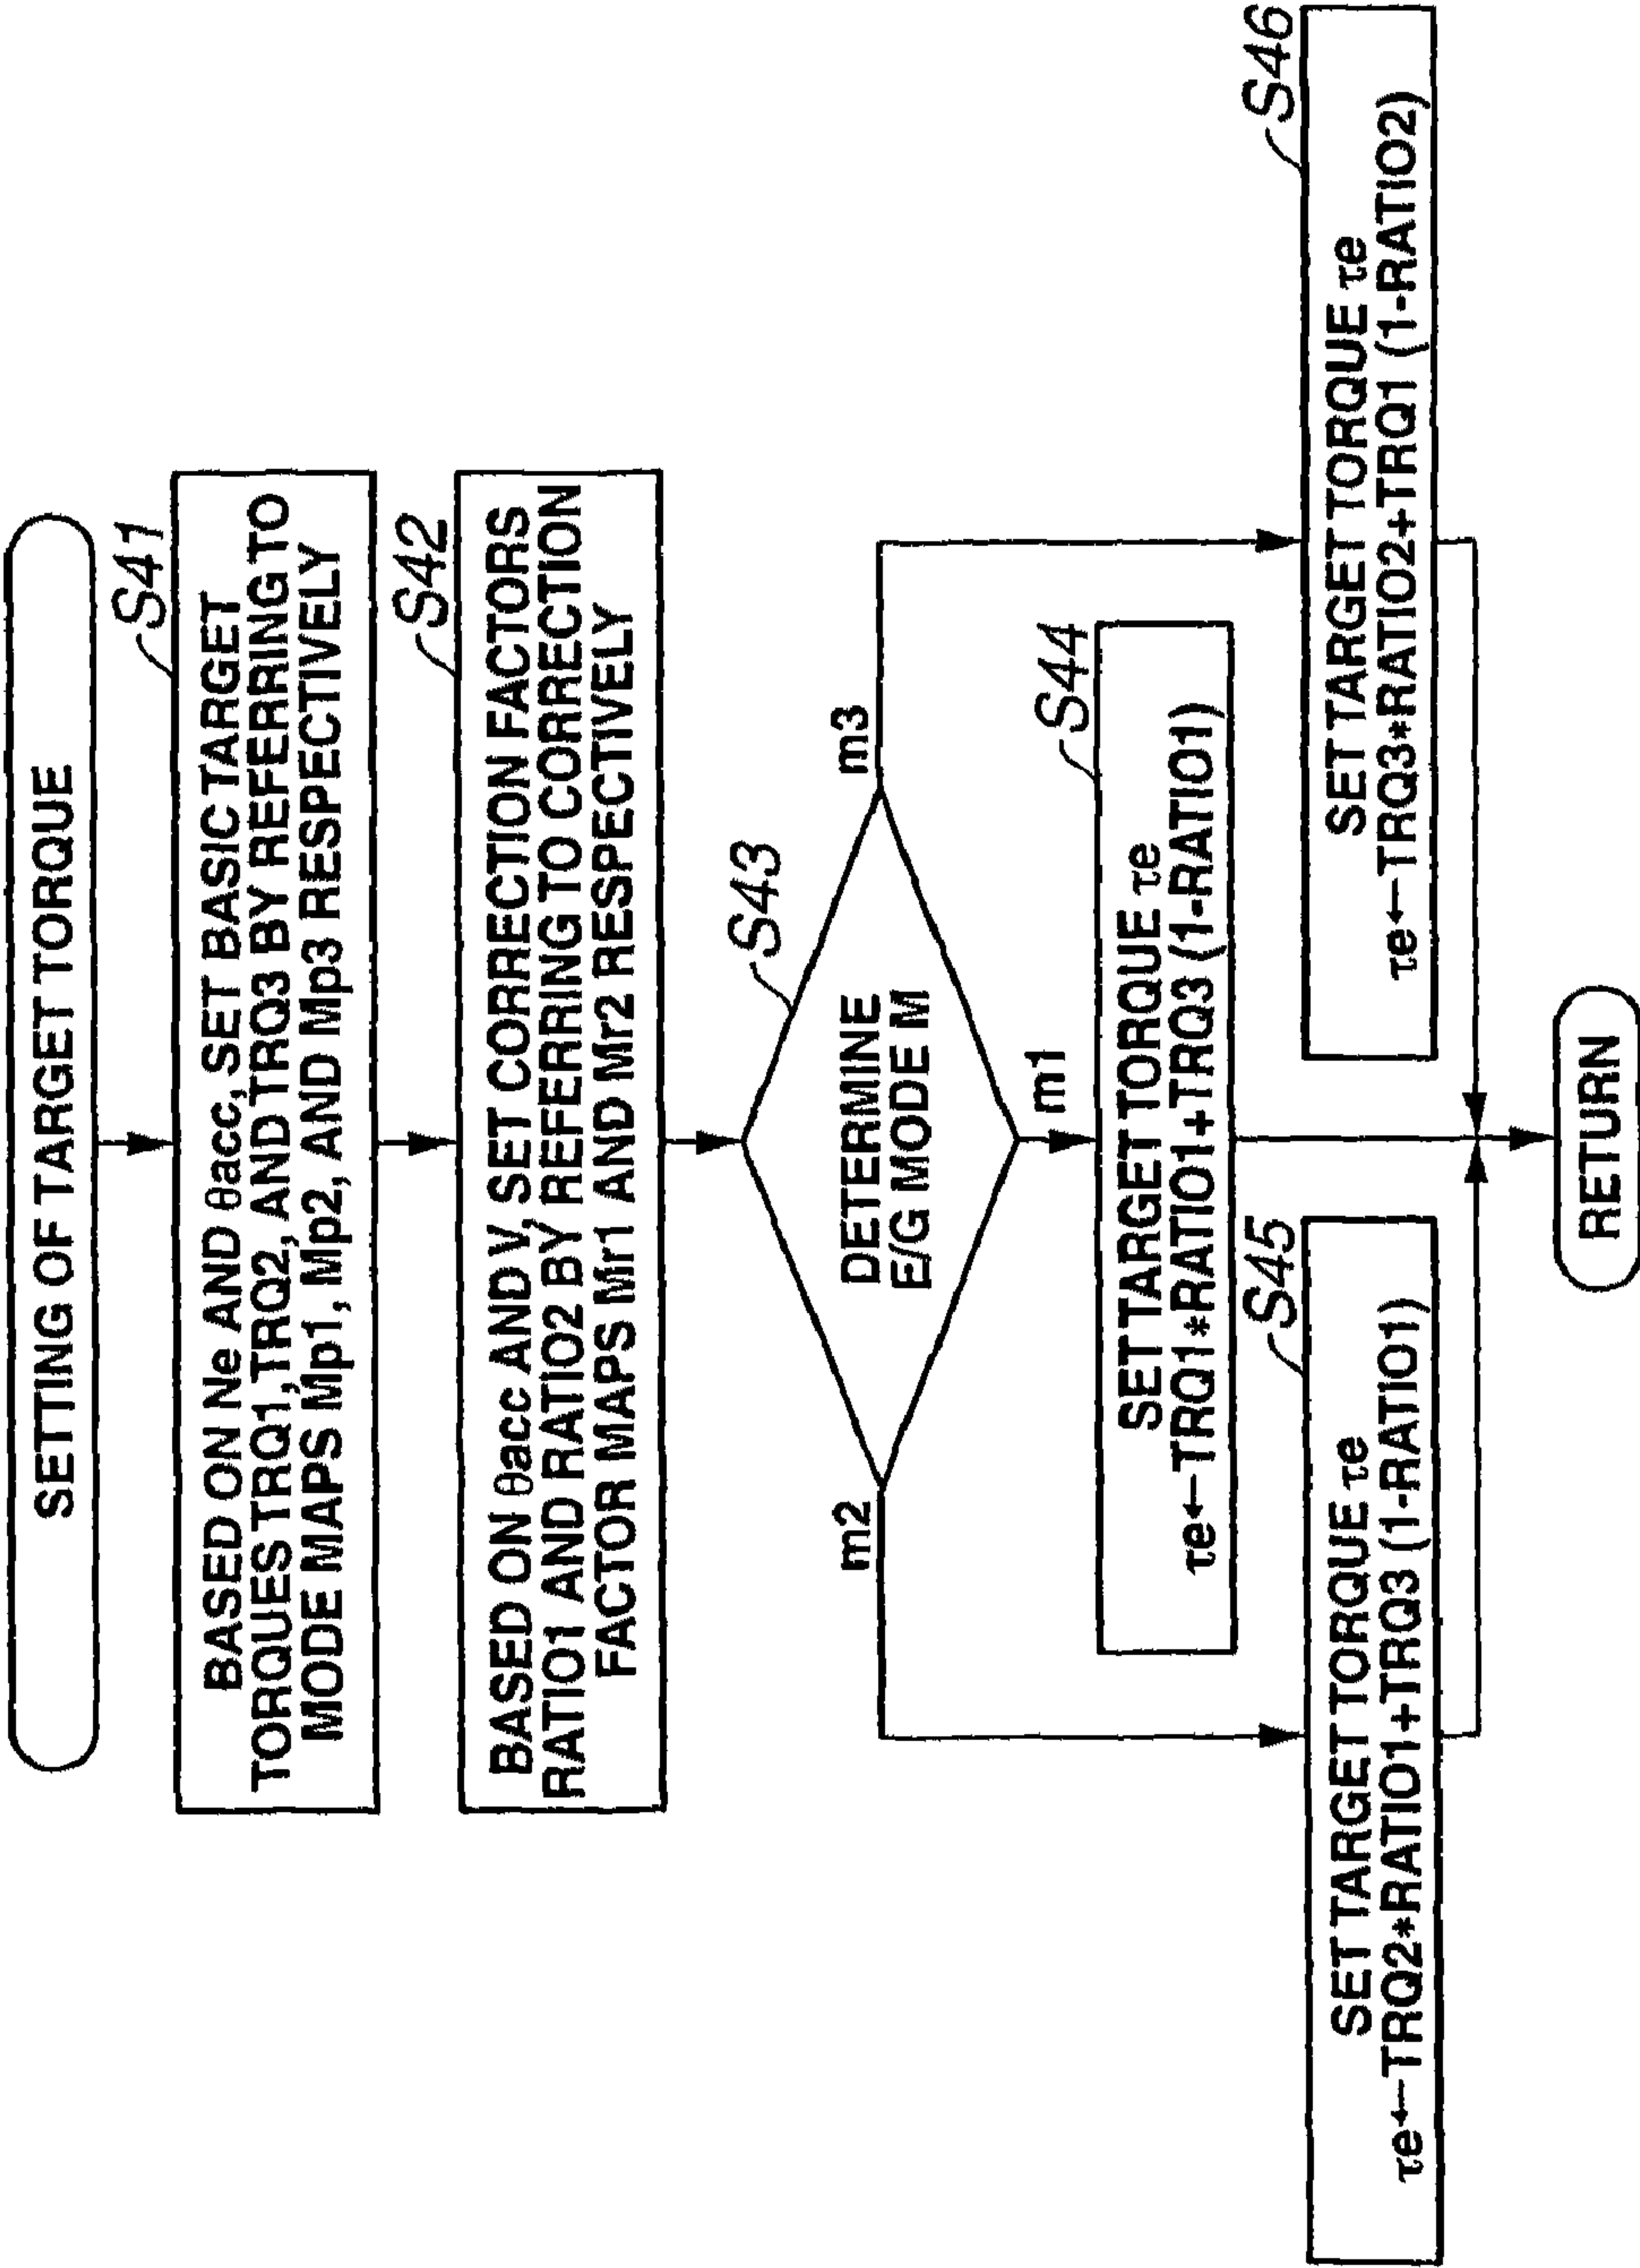 SETTING OF TARGET TORQUE
S41
BASED ON Ne AND θacc, SET BASIC TARGET
TORQUES TRQ1,TRQ2, AND TRQ3 BY REFERRING TO
MODE MAPS Mp1, Mp2, AND Mp3 RESPECTIVELY
S42
BASED ON θacc AND V, SET CORRECTION FACTORS
RATIO1 AND RATIO2 BY REFERRING TO CORRECTION
FACTOR MAPS Mr1 AND Mr2 RESPECTIVELY
S43
DETERMINE
E/G MODE M
m2
m3
m1
S44
SET TARGET TORQUE τe
τe←TRQ1*RATIO1+TRQ3 (1-RATIO1)
S45
SET TARGET TORQUE τe
τe←TRQ2*RATIO1+TRQ3 (1-RATIO1)
S46
SET TARGET TORQUE τe
τe←TRQ3*RATIO2+TRQ1 (1-RATIO2)
RETURN